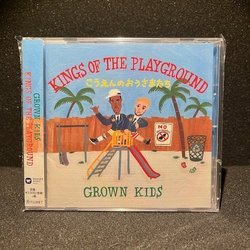 KINGS OF THE PLAYGROUND
こうえんのおうさまたち
GROWN KIDS
NO
GROWN KIDS
KINGS OF THE PLAYGROUND